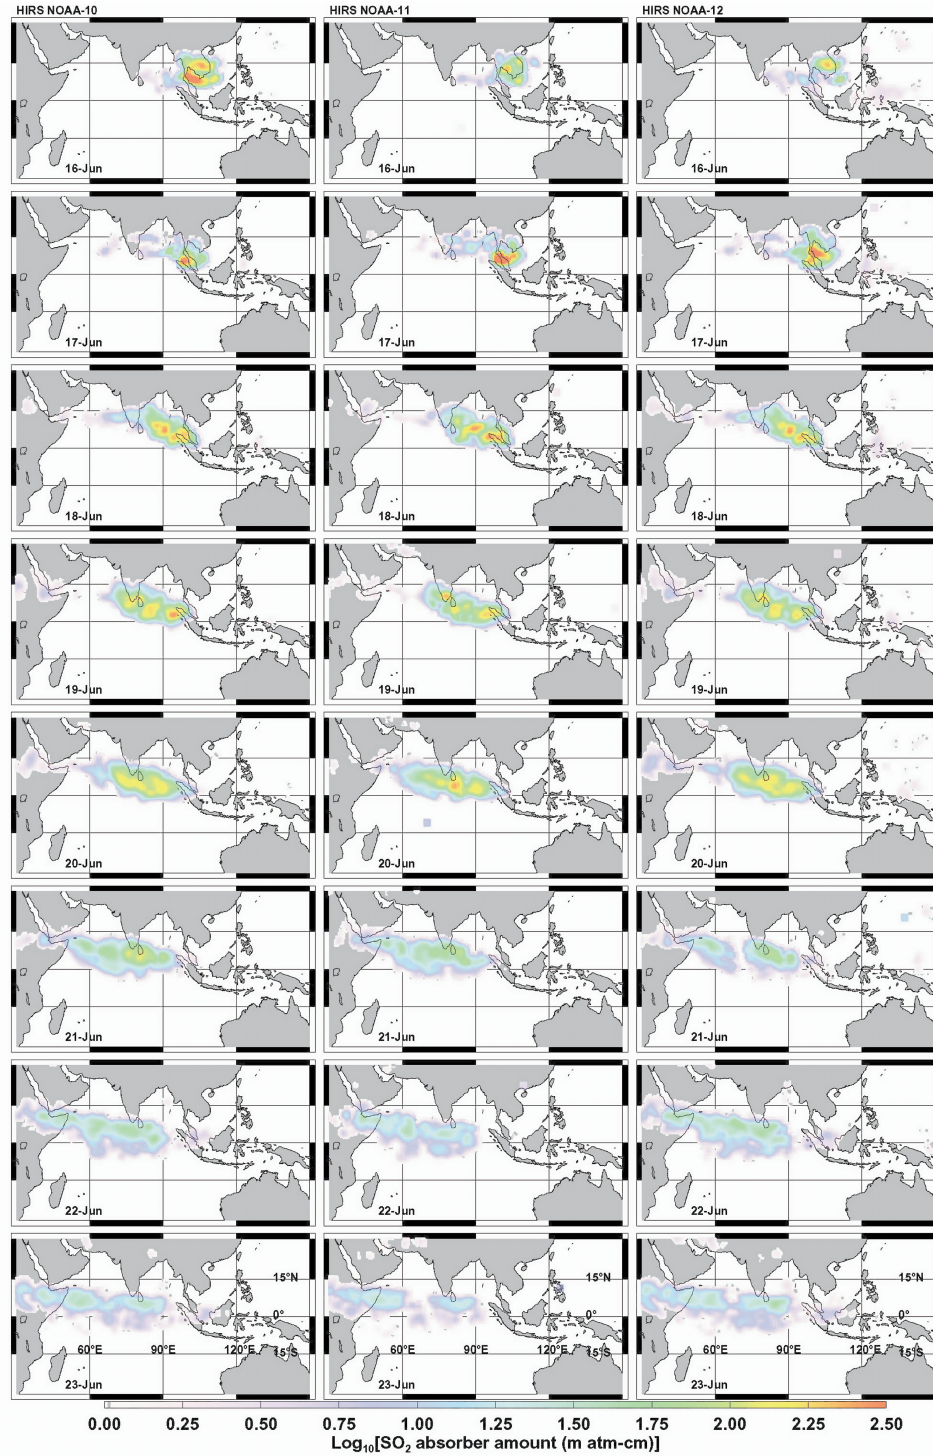 HIRS NOAA-10 HIRS NOAA-11 HIRS NOAA-12
16-Jun 16-Jun 16-Jun
17-Jun 17-Jun 17-Jun
18-Jun 18-Jun 18-Jun
19-Jun 19-Jun 19-Jun
20-Jun 20-Jun 20-Jun
21-Jun 21-Jun 21-Jun
22-Jun 22-Jun 22-Jun
15°N 15°N 15°N
0° 0° 0°
60°E 90°E 120°E 15°S 60°E 90°E 120°E 15°S 60°E 90°E 120°E 15°S
23-Jun 23-Jun 23-Jun
0.00 0.25 0.50 0.75 1.00 1.25 1.50 1.75 2.00 2.25 2.50
Log₁₀[SO₂ absorber amount (m atm-cm)]